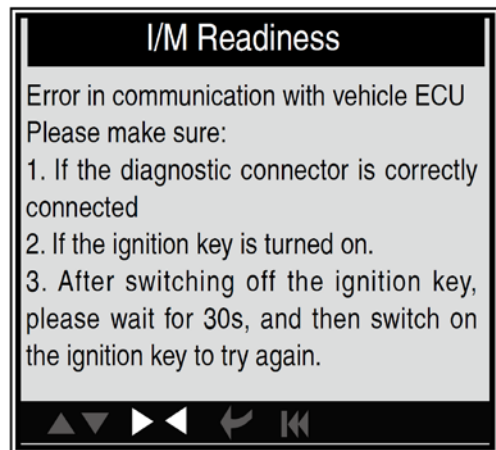 I/M Readiness
Error in communication with vehicle ECU
Please make sure:
1. If the diagnostic connector is correctly
connected
2. If the ignition key is turned on.
3. After switching off the ignition key,
please wait for 30s, and then switch on
the ignition key to try again.